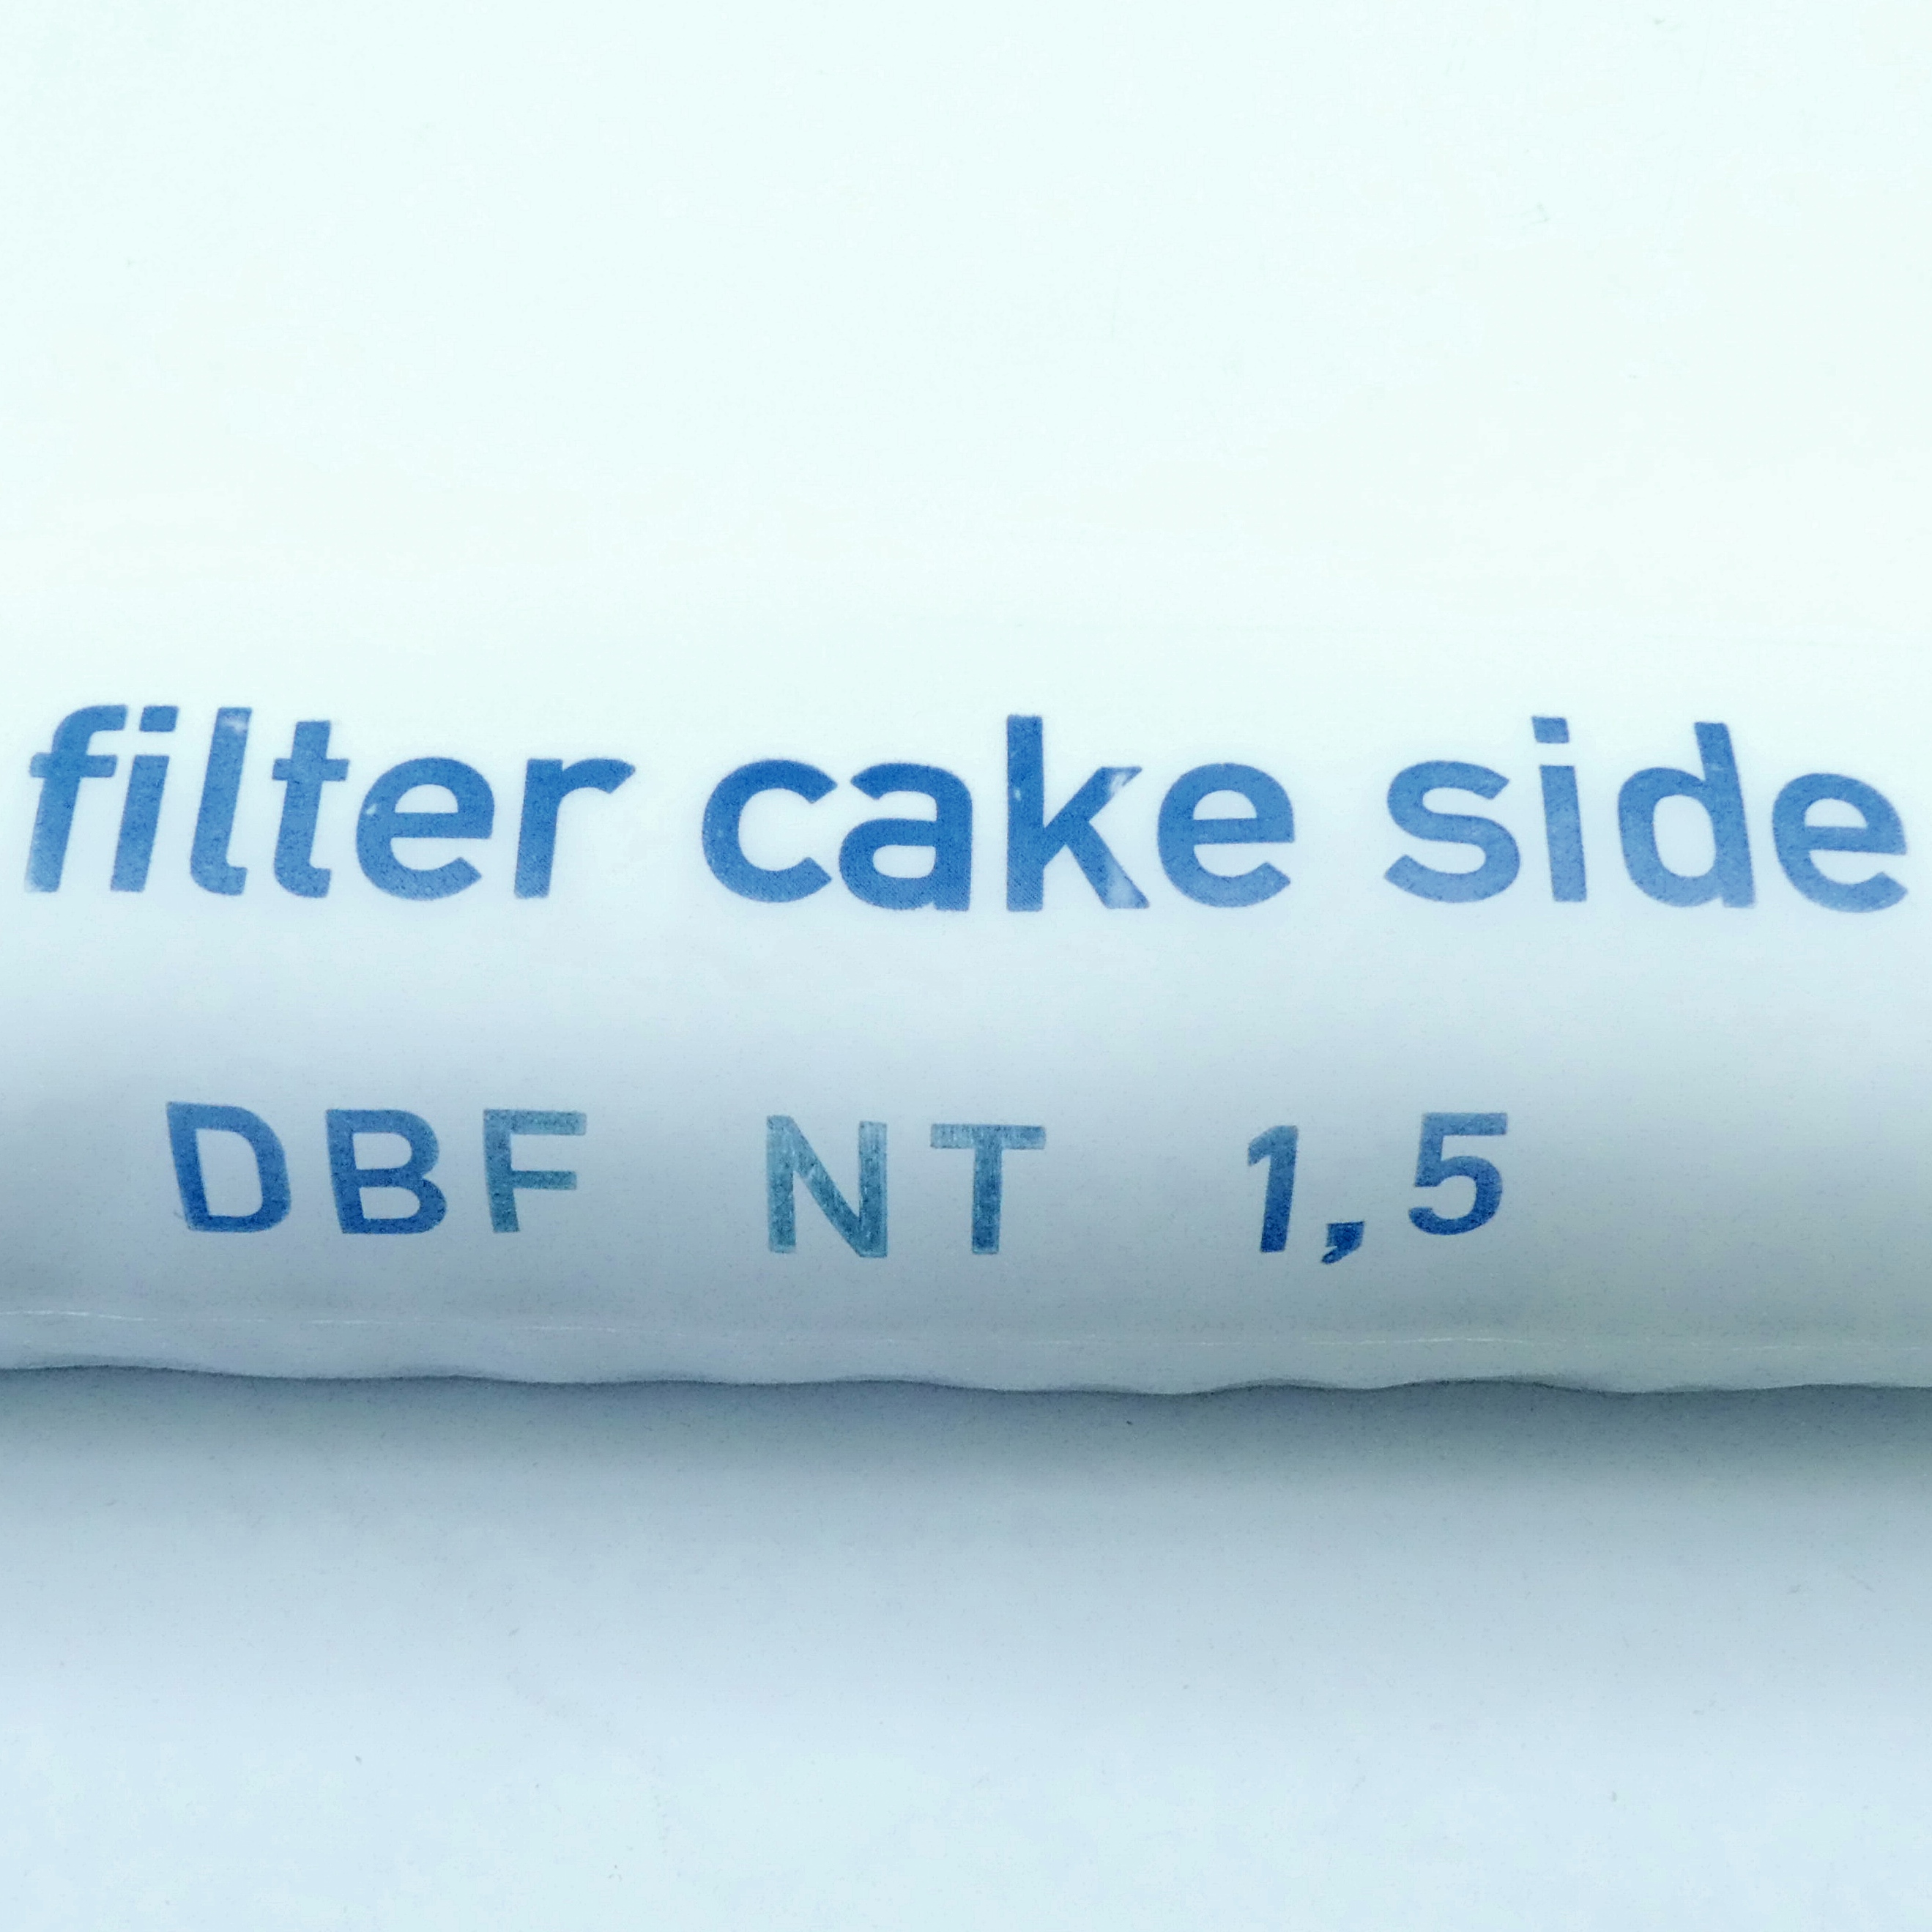 filter cake side
DBF NT 1,5